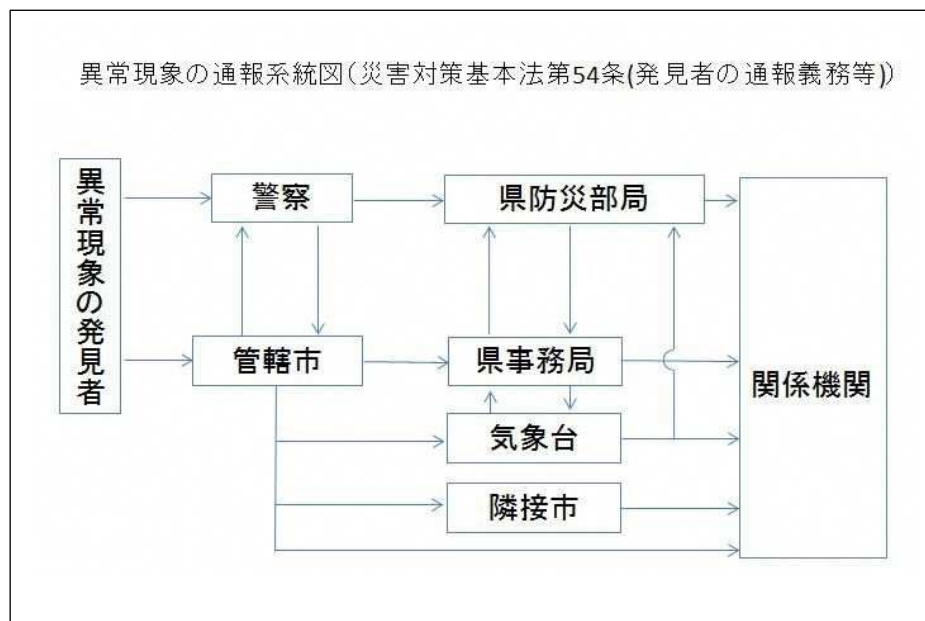 異常現象の通報系統図(災害対策基本法第54条(発見者の通報義務等))
異常現象の発見者
警察
県防災部局
管轄市
県事務局
関係機関
気象台
隣接市